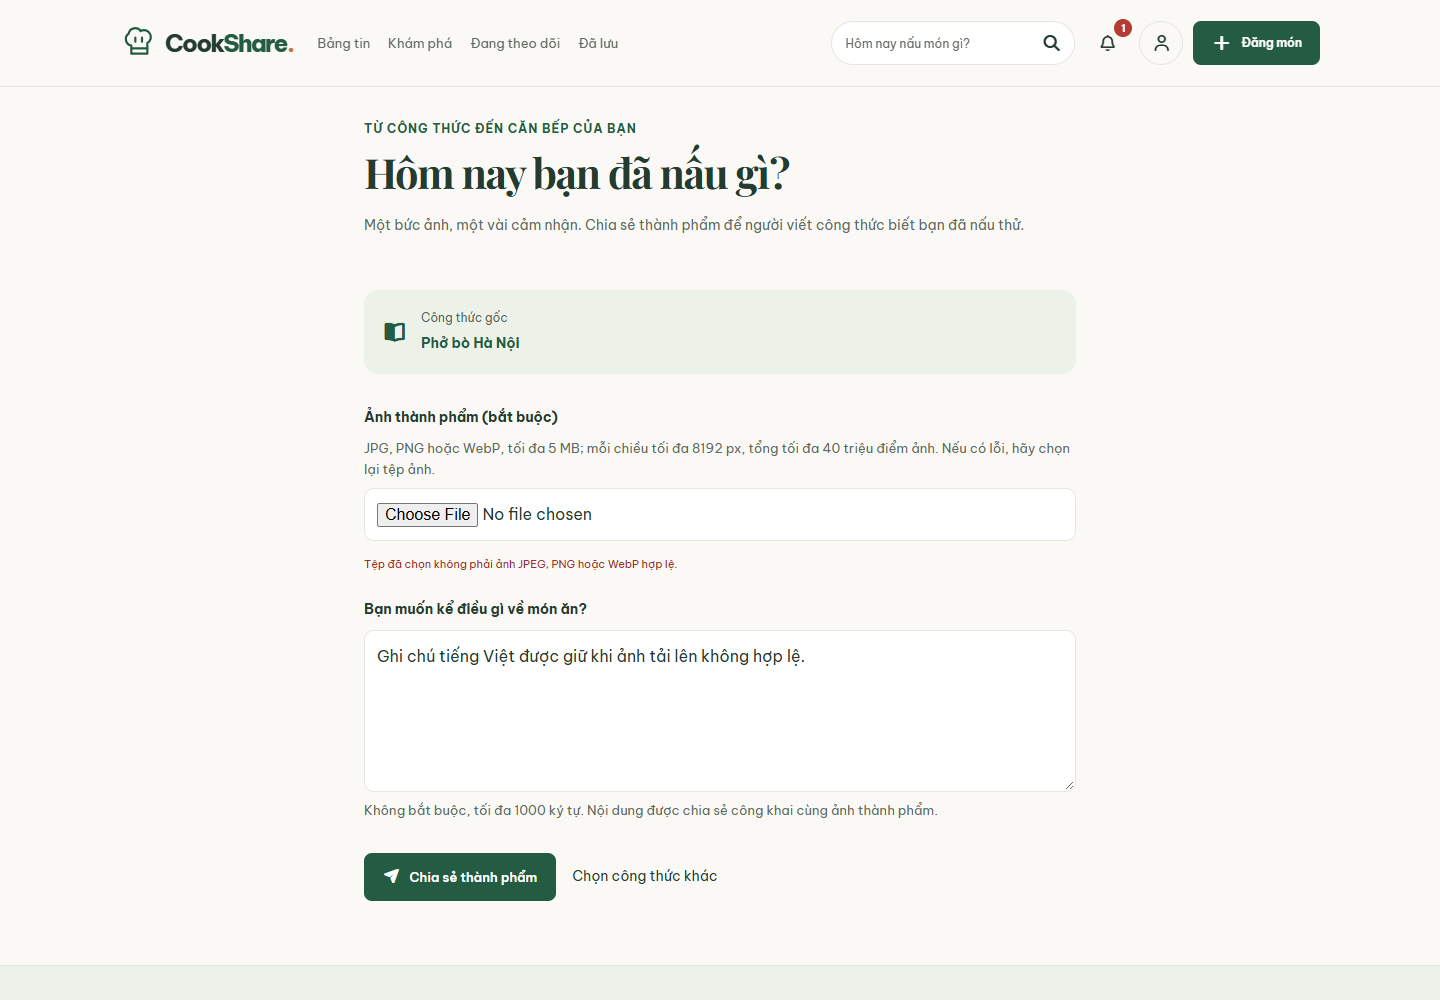 CookShare.
Bảng tin
Khám phá
Đang theo dõi
Đã lưu
Hôm nay nấu món gì?
1
Đăng món
TỪ CÔNG THỨC ĐẾN CĂN BẾP CỦA BẠN
Hôm nay bạn đã nấu gì?
Một bức ảnh, một vài cảm nhận. Chia sẻ thành phẩm để người viết công thức biết bạn đã nấu thử.
Công thức gốc
Phở bò Hà Nội
Ảnh thành phẩm (bắt buộc)
JPG, PNG hoặc WebP, tối đa 5 MB; mỗi chiều tối đa 8192 px, tổng tối đa 40 triệu điểm ảnh. Nếu có lỗi, hãy chọn
lại tệp ảnh.
Choose File No file chosen
Tệp đã chọn không phải ảnh JPEG, PNG hoặc WebP hợp lệ.
Bạn muốn kể điều gì về món ăn?
Ghi chú tiếng Việt được giữ khi ảnh tải lên không hợp lệ.
Không bắt buộc, tối đa 1000 ký tự. Nội dung được chia sẻ công khai cùng ảnh thành phẩm.
Chia sẻ thành phẩm
Chọn công thức khác